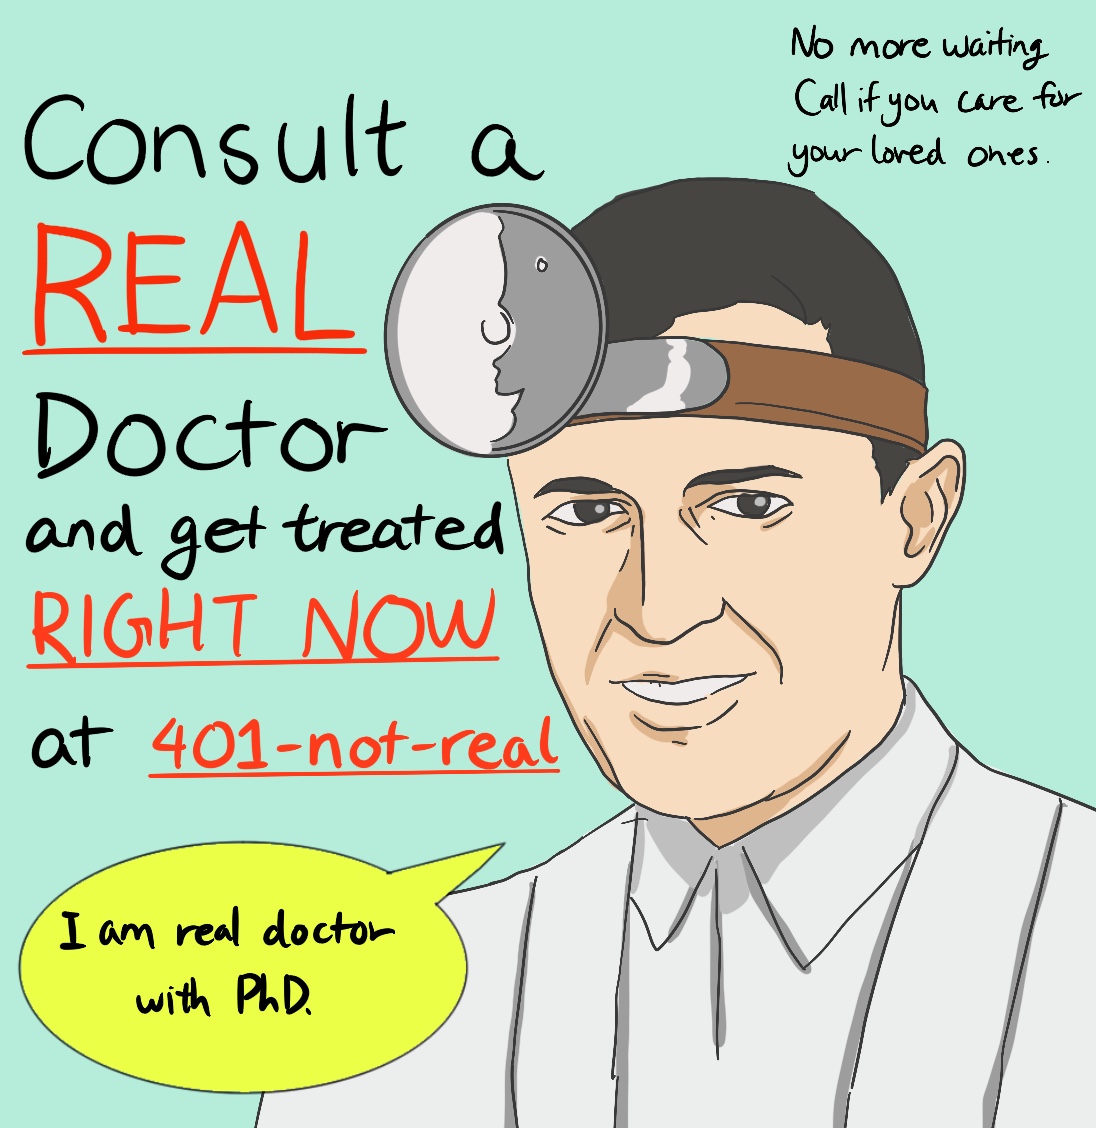 No more waiting
Call if you care for
your loved ones.
Consult a
REAL
Doctor
and get treated
RIGHT NOW
at 401-not-real
I am real doctor
with PhD.